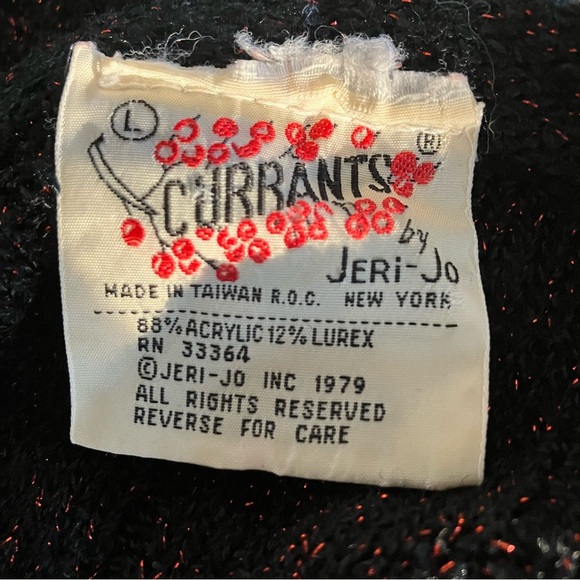 L
®
CURRANTS
by
JERI-JO
MADE IN TAIWAN R.O.C. NEW YORK
88% ACRYLIC 12% LUREX
RN 33364
©JERI-JO INC 1979
ALL RIGHTS RESERVED
REVERSE FOR CARE